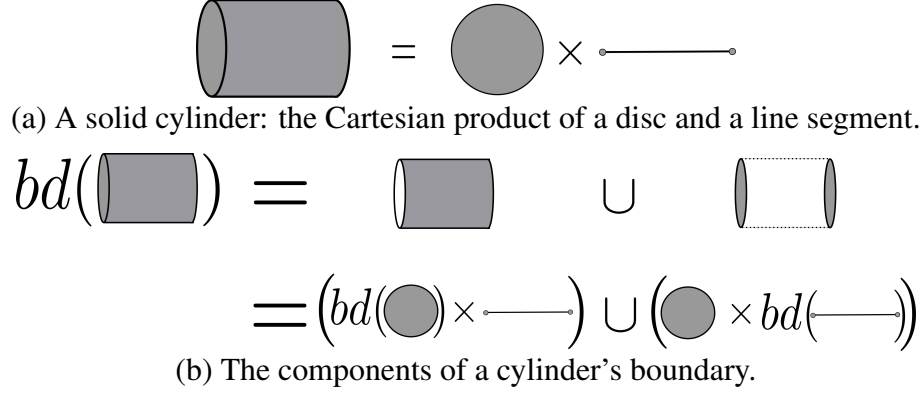 = ×
(a) A solid cylinder: the Cartesian product of a disc and a line segment.
bd( ) = ∪
= (bd( ) × ) ∪ ( × bd( ))
(b) The components of a cylinder's boundary.